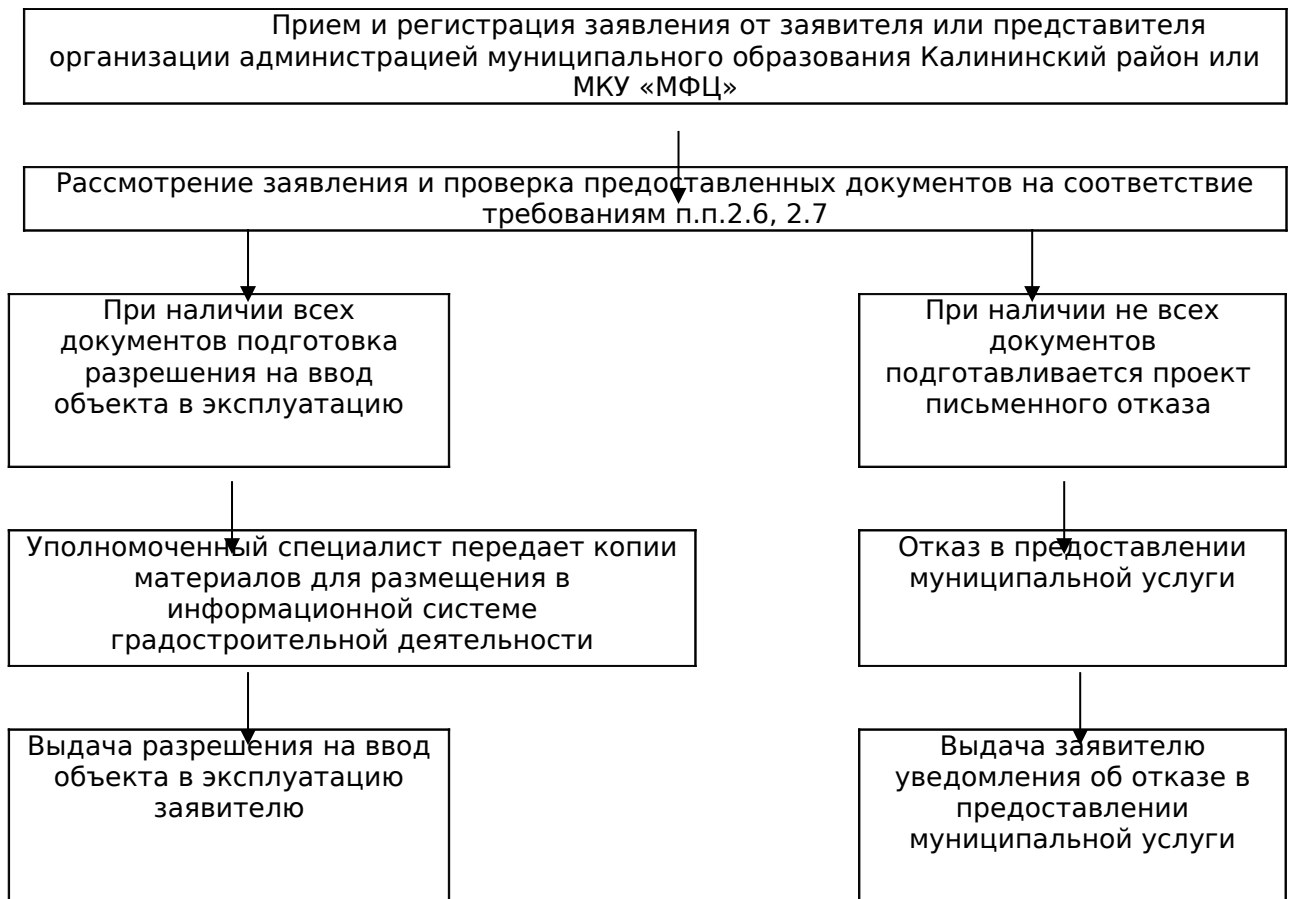 Прием и регистрация заявления от заявителя или представителя
организации администрацией муниципального образования Калининский район или
МКУ «МФЦ»
Рассмотрение заявления и проверка предоставленных документов на соответствие
требованиям п.п.2.6, 2.7
При наличии всех
документов подготовка
разрешения на ввод
объекта в эксплуатацию
При наличии не всех
документов
подготавливается проект
письменного отказа
Уполномоченный специалист передает копии
материалов для размещения в
информационной системе
градостроительной деятельности
Отказ в предоставлении
муниципальной услуги
Выдача разрешения на ввод
объекта в эксплуатацию
заявителю
Выдача заявителю
уведомления об отказе в
предоставлении
муниципальной услуги